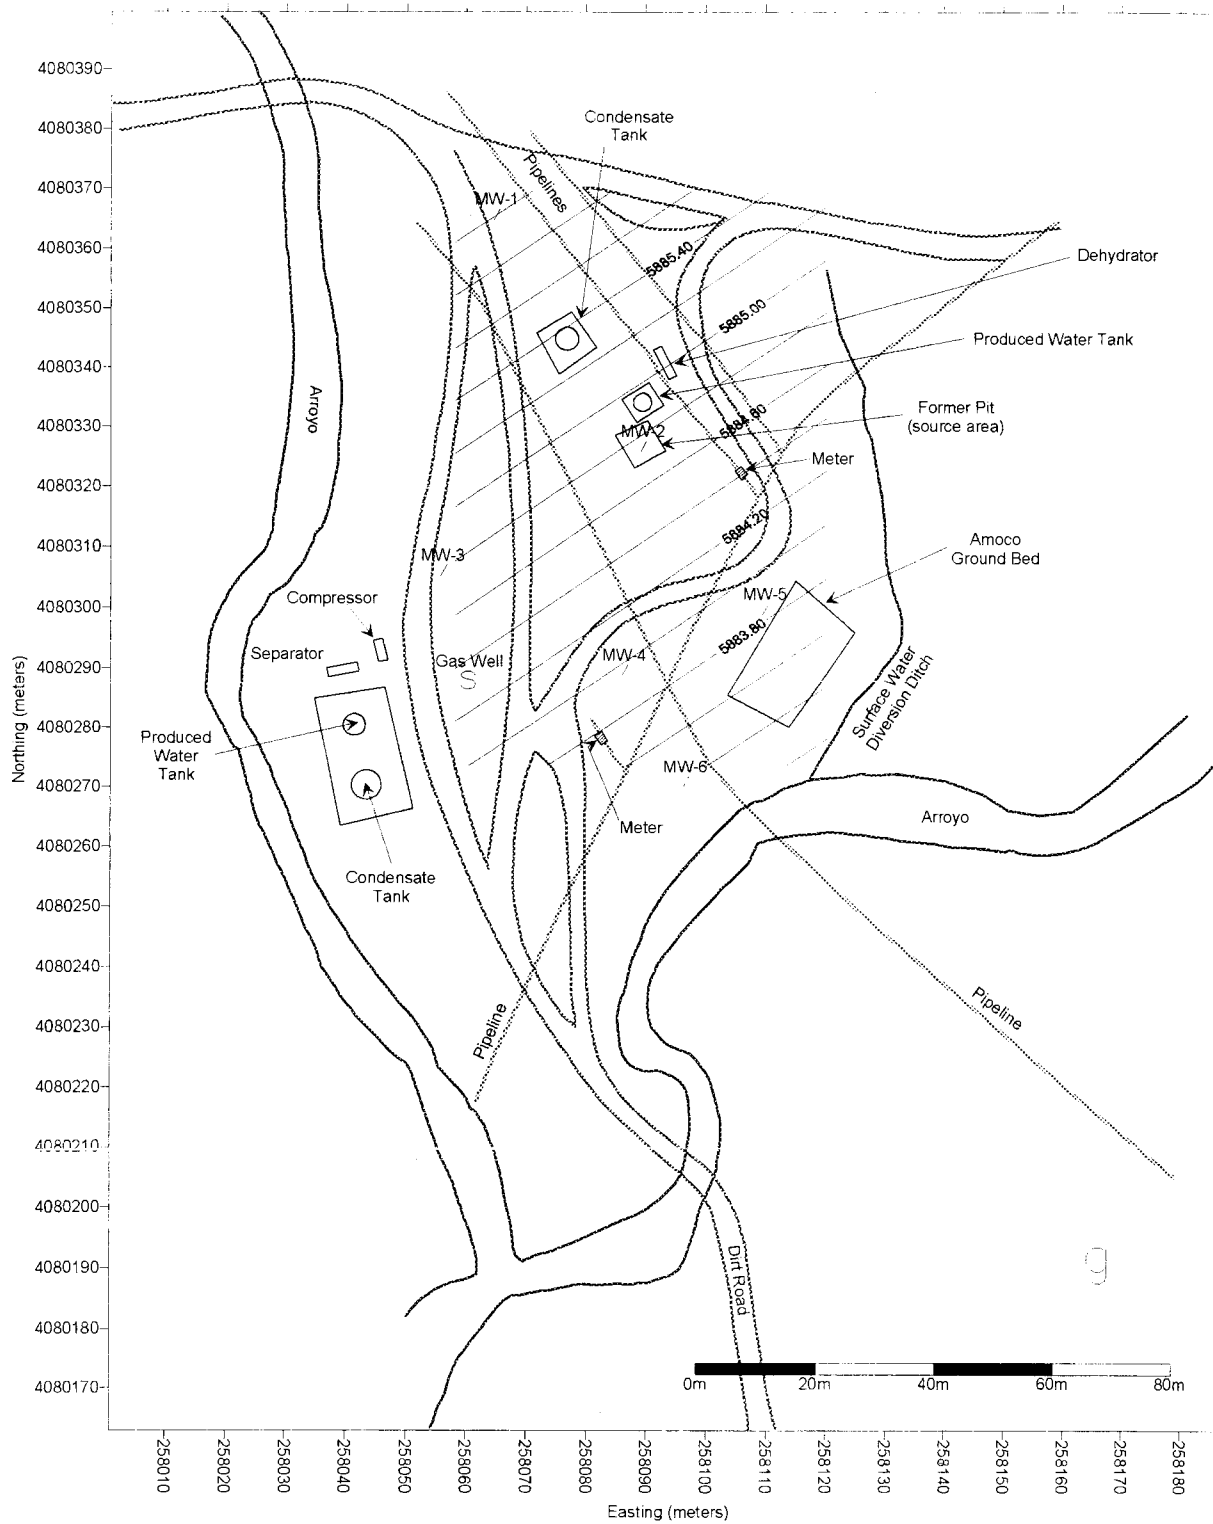 4080390
4080380
4080370
4080360
4080350
4080340
4080330
4080320
4080310
4080300
4080290
4080280
4080270
4080260
4080250
4080240
4080230
4080220
4080210
4080200
4080190
4080180
4080170
Northing (meters)
Condensate
Tank
Pipelines
MW-1
5885.40
Dehydrator
5885.00
Produced Water Tank
Arroyo
Former Pit
(source area)
5884.60
MW-2
Meter
5884.20
Amoco
Ground Bed
MW-3
Compressor
MW-5
Separator
5883.80
Gas Well
S
MW-4
Surface Water
Diversion Ditch
Produced
Water
Tank
MW-6
Meter
Arroyo
Condensate
Tank
Pipeline
Pipeline
g
Dirt Road
0m
20m
40m
60m
80m
258010
258020
258030
258040
258050
258060
258070
258080
258090
258100
258110
258120
258130
258140
258150
258160
258170
258180
Easting (meters)